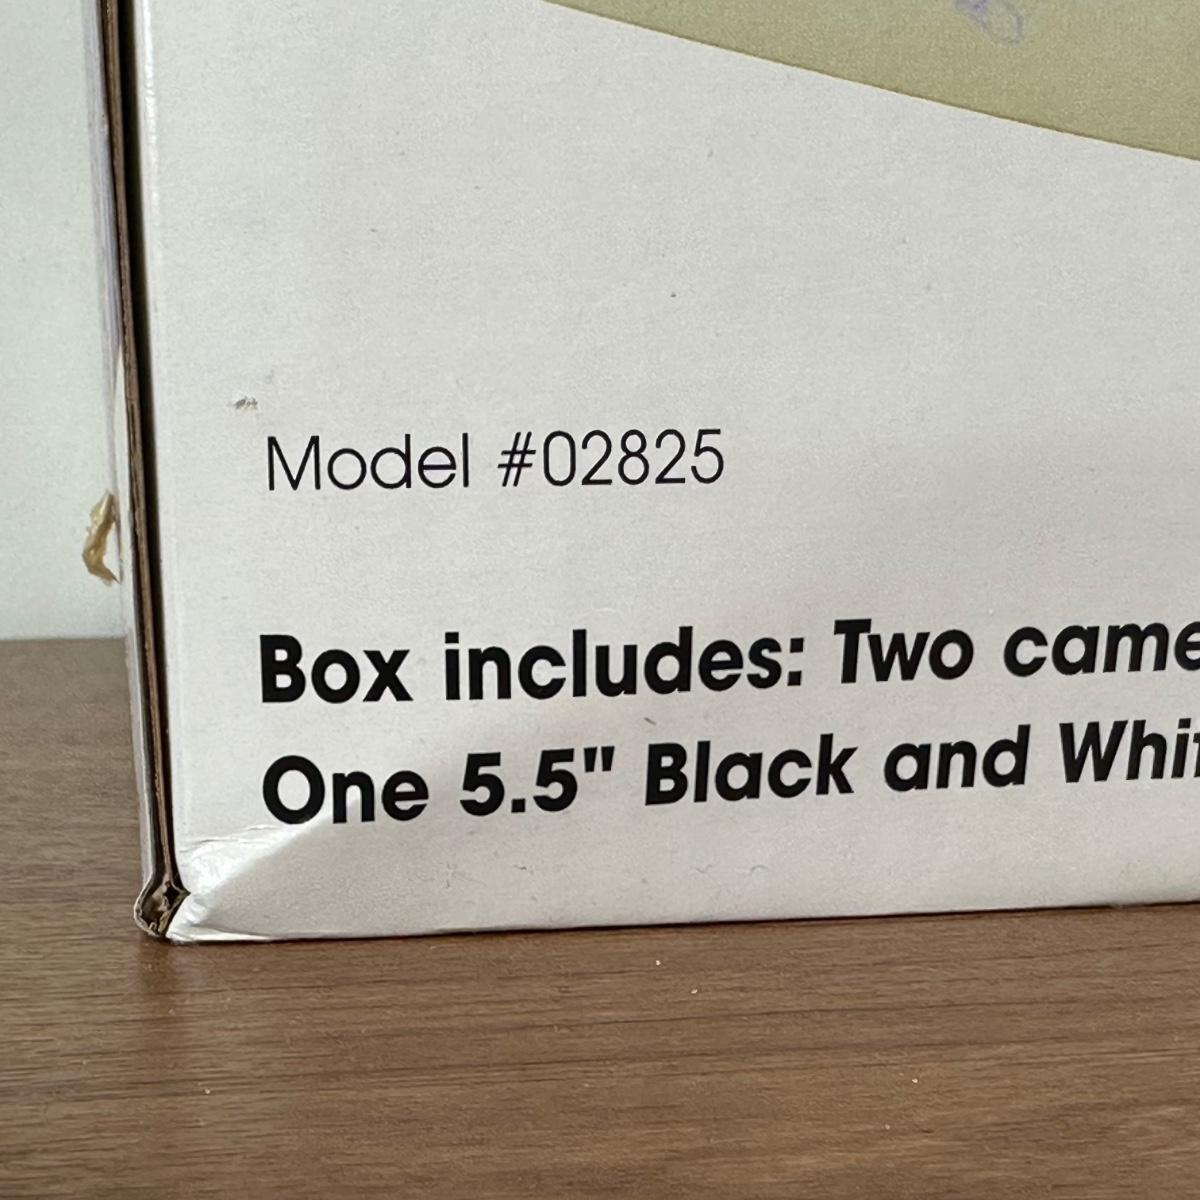 Model #02825
Box includes: Two came
One 5.5" Black and Whit